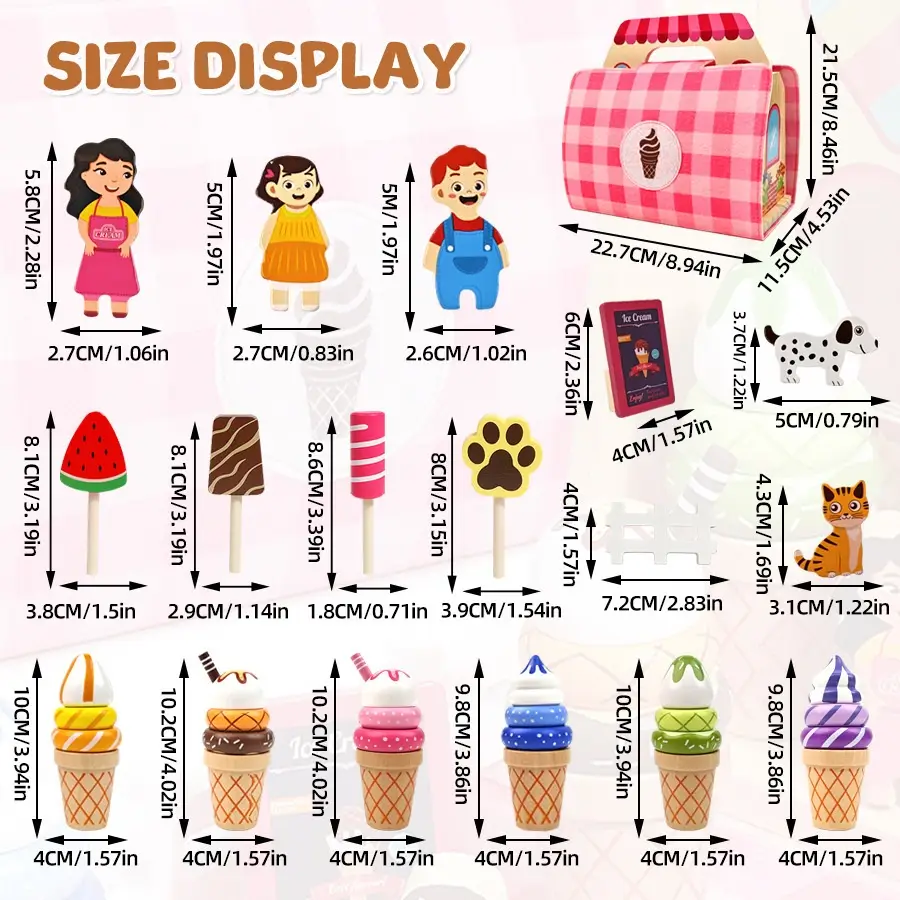 SIZE DISPLAY
21.5CM/8.46in
22.7CM/8.94in
11.5CM/4.53in
5.8CM/2.28in
ICE
CREAM
2.7CM/1.06in
5CM/1.97in
2.7CM/0.83in
5M/1.97in
2.6CM/1.02in
6CM/2.36in
Ice Cream
Enjoy!
4CM/1.57in
3.7CM/1.22in
5CM/0.79in
8.1CM/3.19in
3.8CM/1.5in
8.1CM/3.19in
2.9CM/1.14in
8.6CM/3.39in
1.8CM/0.71in
8CM/3.15in
3.9CM/1.54in
4CM/1.57in
7.2CM/2.83in
4.3CM/1.69in
3.1CM/1.22in
10CM/3.94in
4CM/1.57in
10.2CM/4.02in
4CM/1.57in
10.2CM/4.02in
4CM/1.57in
9.8CM/3.86in
4CM/1.57in
10CM/3.94in
4CM/1.57in
9.8CM/3.86in
4CM/1.57in